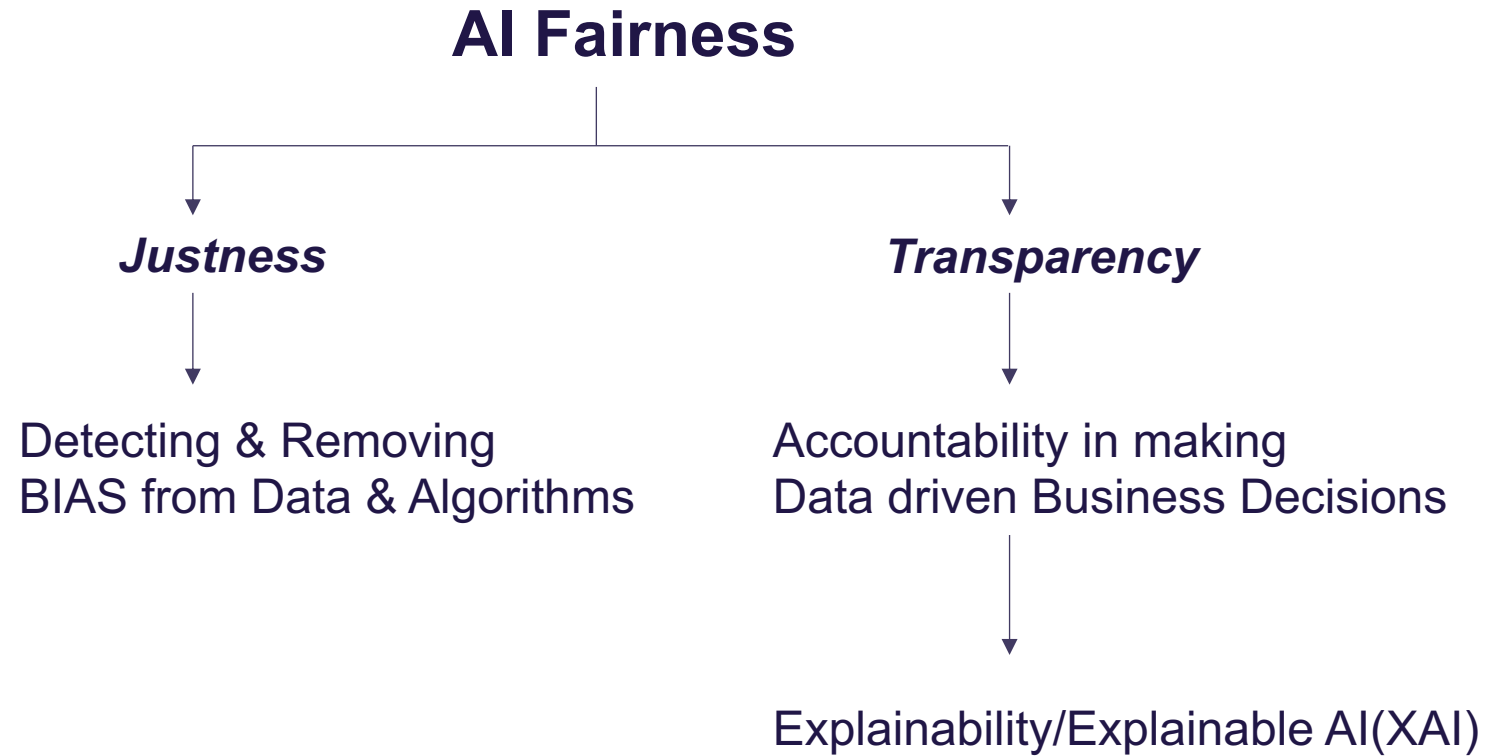 AI Fairness
Justness
Transparency
Detecting & Removing
BIAS from Data & Algorithms
Accountability in making
Data driven Business Decisions
Explainability/Explainable AI(XAI)